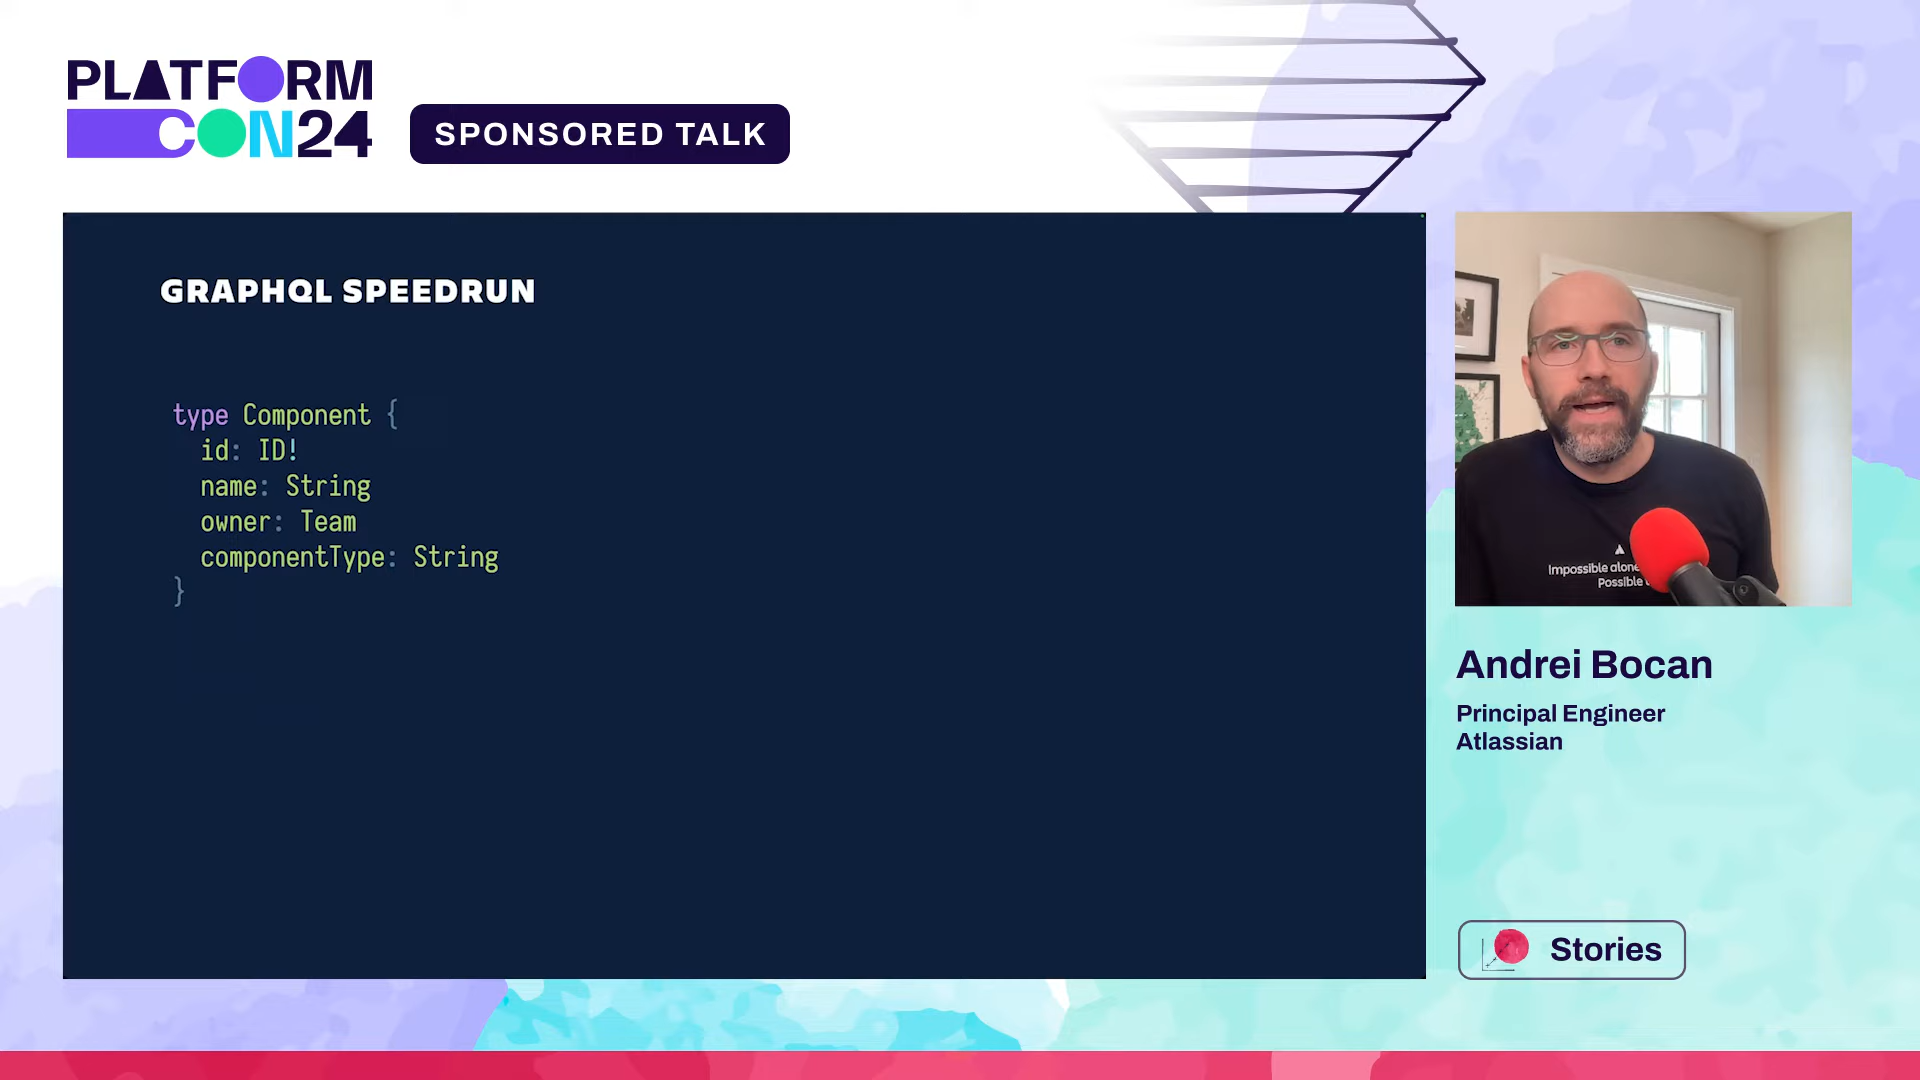 PLATFORM
CON24
SPONSORED TALK
GRAPHQL SPEEDRUN
type Component {
id: ID!
name: String
owner: Team
componentType: String
}
Impossible alone
Possible
Andrei Bocan
Principal Engineer
Atlassian
Stories